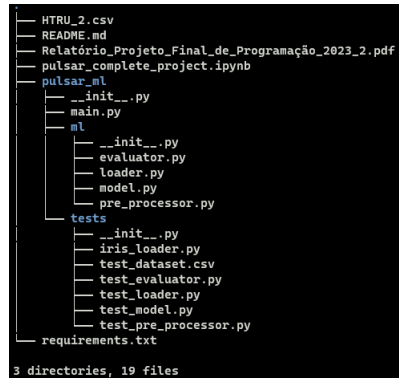 .
├── HTRU_2.csv
├── README.md
├── Relatório_Projeto_Final_de_Programação_2023_2.pdf
├── pulsar_complete_project.ipynb
├── pulsar_ml
│   ├── __init__.py
│   ├── main.py
│   ├── ml
│   │   ├── __init__.py
│   │   ├── evaluator.py
│   │   ├── loader.py
│   │   ├── model.py
│   │   └── pre_processor.py
│   └── tests
│       ├── __init__.py
│       ├── iris_loader.py
│       ├── test_dataset.csv
│       ├── test_evaluator.py
│       ├── test_loader.py
│       ├── test_model.py
│       └── test_pre_processor.py
└── requirements.txt

3 directories, 19 files